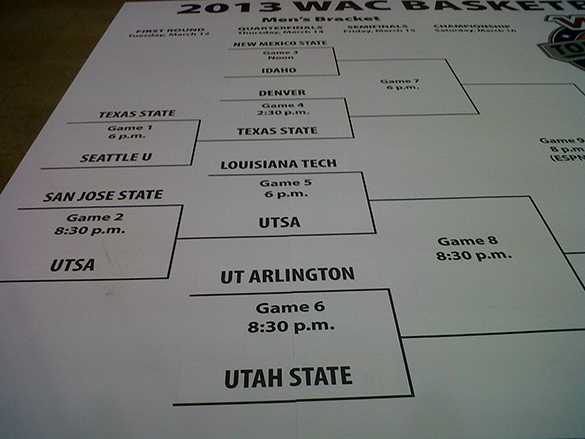 2013 WAC
Men's Bracket
FIRST ROUND
Tuesday, March 12
QUARTERFINALS
Thursday, March 14
SEMIFINALS
Friday, March 15
CHAMPIONSHIP
Saturday, March 16
NEW MEXICO STATE
Game 3
Noon
IDAHO
Game 7
6 p.m.
DENVER
Game 4
2:30 p.m.
TEXAS STATE
TEXAS STATE
Game 1
6 p.m.
SEATTLE U
Game 9
8 p.m.
LOUISIANA TECH
Game 5
6 p.m.
UTSA
SAN JOSE STATE
Game 2
8:30 p.m.
UTSA
Game 8
8:30 p.m.
UT ARLINGTON
Game 6
8:30 p.m.
UTAH STATE